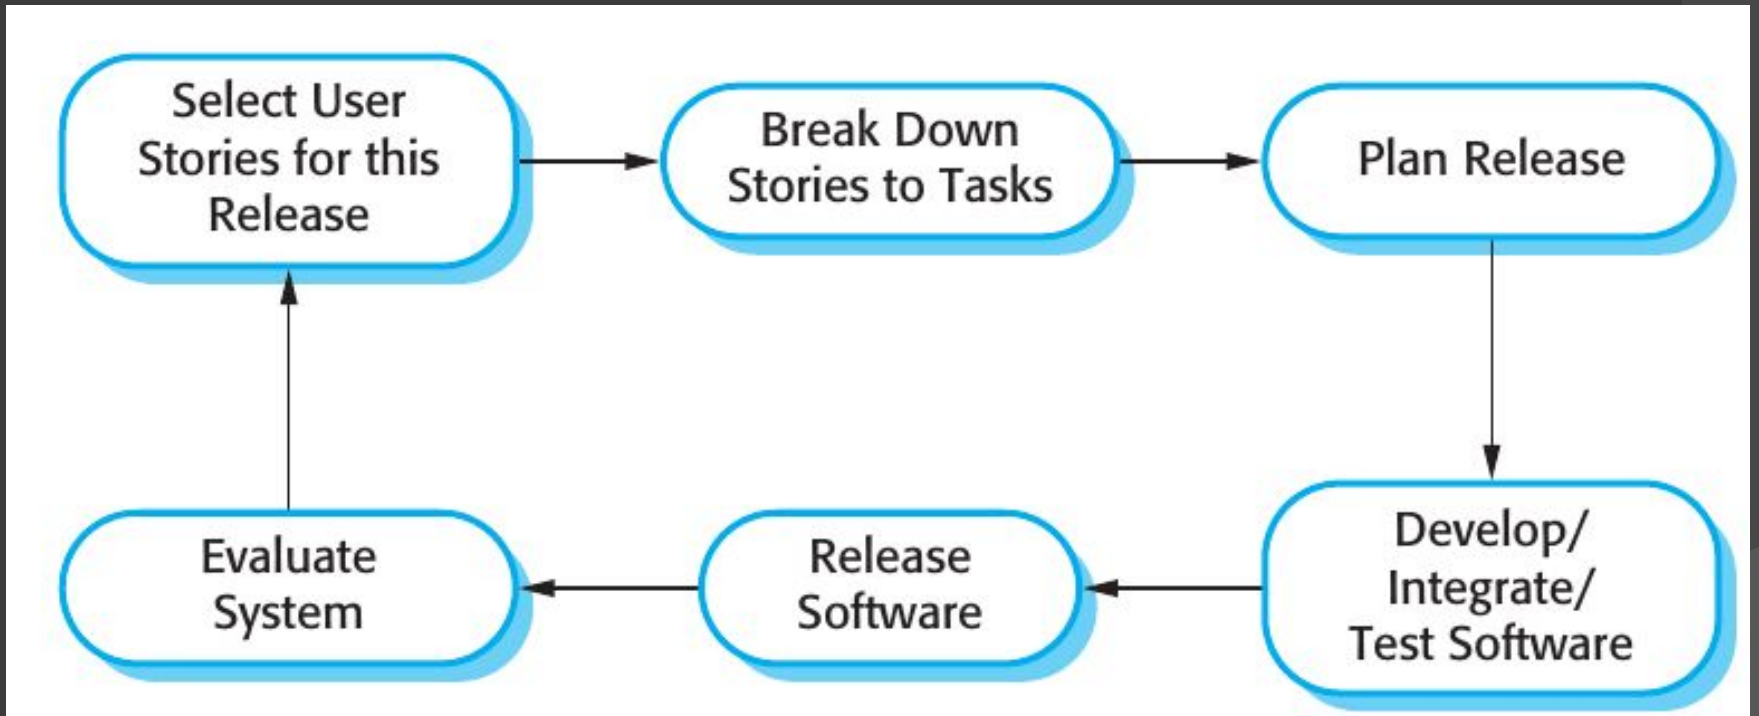 Select User
Stories for this
Release
Break Down
Stories to Tasks
Plan Release
Evaluate
System
Release
Software
Develop/
Integrate/
Test Software